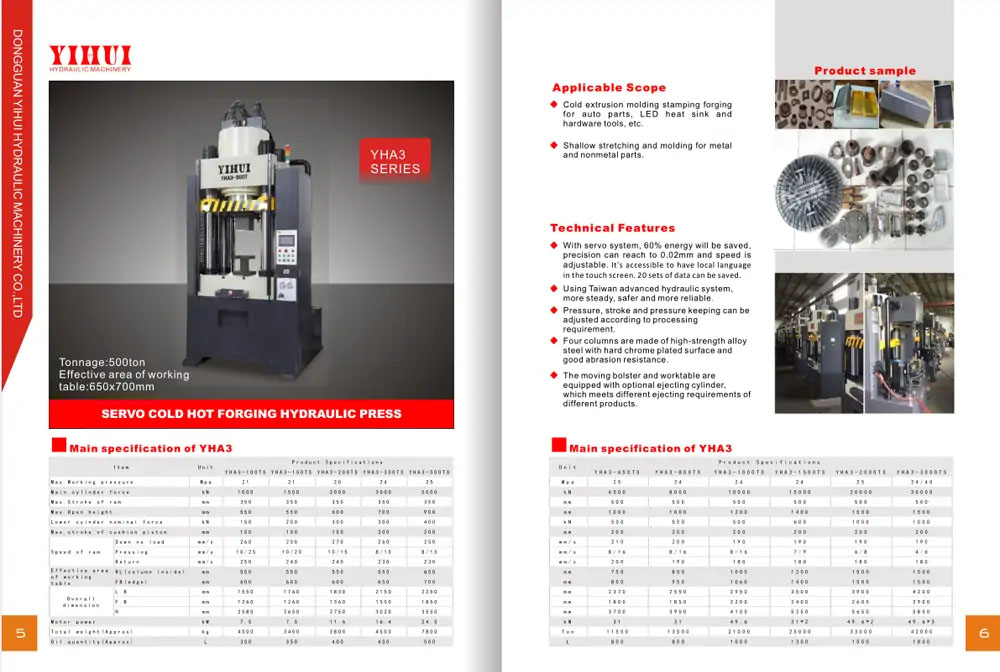 DONGGUAN YIHUI HYDRAULIC MACHINERY CO.,LTD
YIHUI
HYDRAULIC MACHINERY
YHA3
SERIES
YIHUI
YHA3-500T
Tonnage:500ton
Effective area of working
table:650x700mm
SERVO COLD HOT FORGING HYDRAULIC PRESS
Main specification of YHA3
Item Unit Product Specifications
YHA3-100TS YHA3-150TS YHA3-200TS YHA3-300TS YHA3-500TS
Max.Working pressure Mpa 21 21 20 24 25
Main cylinder force kN 1000 1500 2000 3000 5000
Max.Stroke of ram mm 350 350 350 350 350
Max.Open height mm 550 550 600 700 900
Lower cylinder nominal force kN 150 200 300 300 400
Max.stroke of cushion piston mm 150 150 150 200 200
Speed of ram Down no load mm/s 260 250 270 260 250
Pressing mm/s 10/25 10/20 10/15 8/15 8/15
Return mm/s 250 260 240 230 230
Effective area of working table RL(column inside) mm 550 550 550 550 650
FB(edge) mm 600 600 600 650 700
Overall dimension L.R mm 1550 1760 1830 2150 2250
F.B mm 1260 1260 1360 1550 1850
H mm 2580 2650 2750 3020 3550
Motor power kW 7.5 7.5 11.6 16.4 24.5
Total weight(Approx) kg 4500 3400 3800 4500 7800
Oil quantity(Approx) L 350 350 400 450 500
5
Applicable Scope
Cold extrusion molding stamping forging
for auto parts, LED heat sink and
hardware tools, etc.
Shallow stretching and molding for metal
and nonmetal parts.
Technical Features
With servo system, 60% energy will be saved,
precision can reach to 0.02mm and speed is
adjustable. It's accessible to have local language
in the touch screen. 20 sets of data can be saved.
Using Taiwan advanced hydraulic system,
more steady, safer and more reliable.
Pressure, stroke and pressure keeping can be
adjusted according to processing
requirement.
Four columns are made of high-strength alloy
steel with hard chrome plated surface and
good abrasion resistance.
The moving bolster and worktable are
equipped with optional ejecting cylinder,
which meets different ejecting requirements of
different products.
Product sample
Main specification of YHA3
Unit Product Specifications
YHA3-650TS YHA3-800TS YHA3-1000TS YHA3-1500TS YHA3-2000TS YHA3-3000TS
Mpa 25 24 24 24 25 24/40
kN 6500 8000 10000 15000 20000 30000
mm 500 500 500 500 500 500
mm 1000 1000 1200 1400 1500 1500
kN 500 500 500 600 1000 1000
mm 200 200 200 200 200 200
mm/s 210 200 190 190 190 190
mm/s 8/16 8/16 8/16 7/9 6/8 4/6
mm/s 200 190 180 180 180 180
mm 750 850 1000 1200 1500 1500
mm 800 950 1060 1400 1500 1500
mm 2370 2550 2950 3500 3900 4200
mm 1800 1850 2200 2400 2600 2900
mm 3700 3950 4100 5250 5650 5850
kW 31 31 49.6 31*2 49.6*2 49.6*3
Ton 11500 13500 21000 25000 33000 42000
L 800 800 1000 1300 1500 1800
6